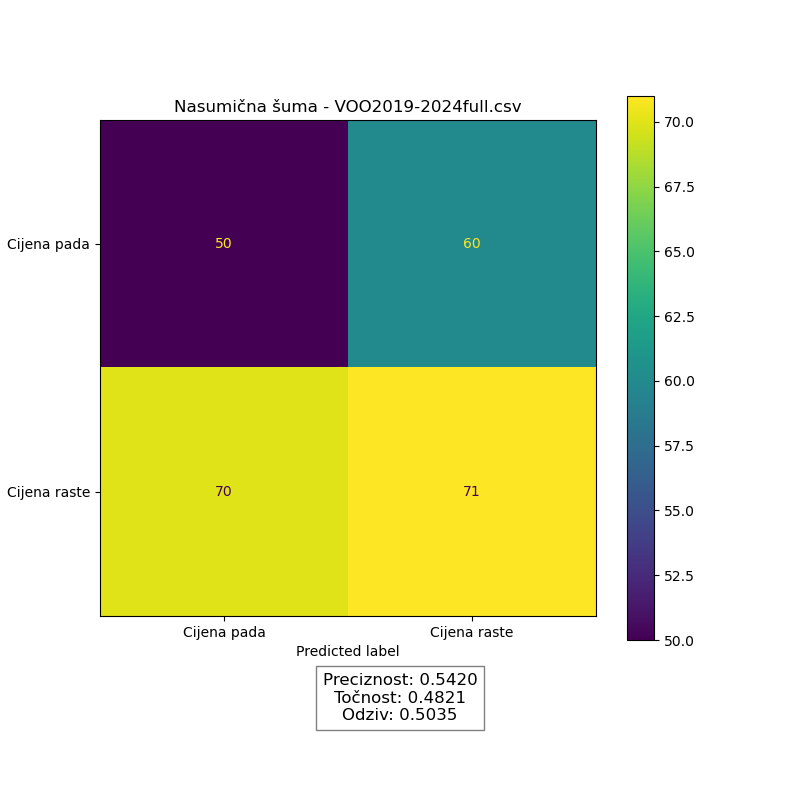 Nasumična šuma - VOO2019-2024full.csv
Cijena pada
50
60
Cijena raste
70
71
Cijena pada
Cijena raste
Predicted label
70.0
67.5
65.0
62.5
60.0
57.5
55.0
52.5
50.0
Preciznost: 0.5420
Točnost: 0.4821
Odziv: 0.5035